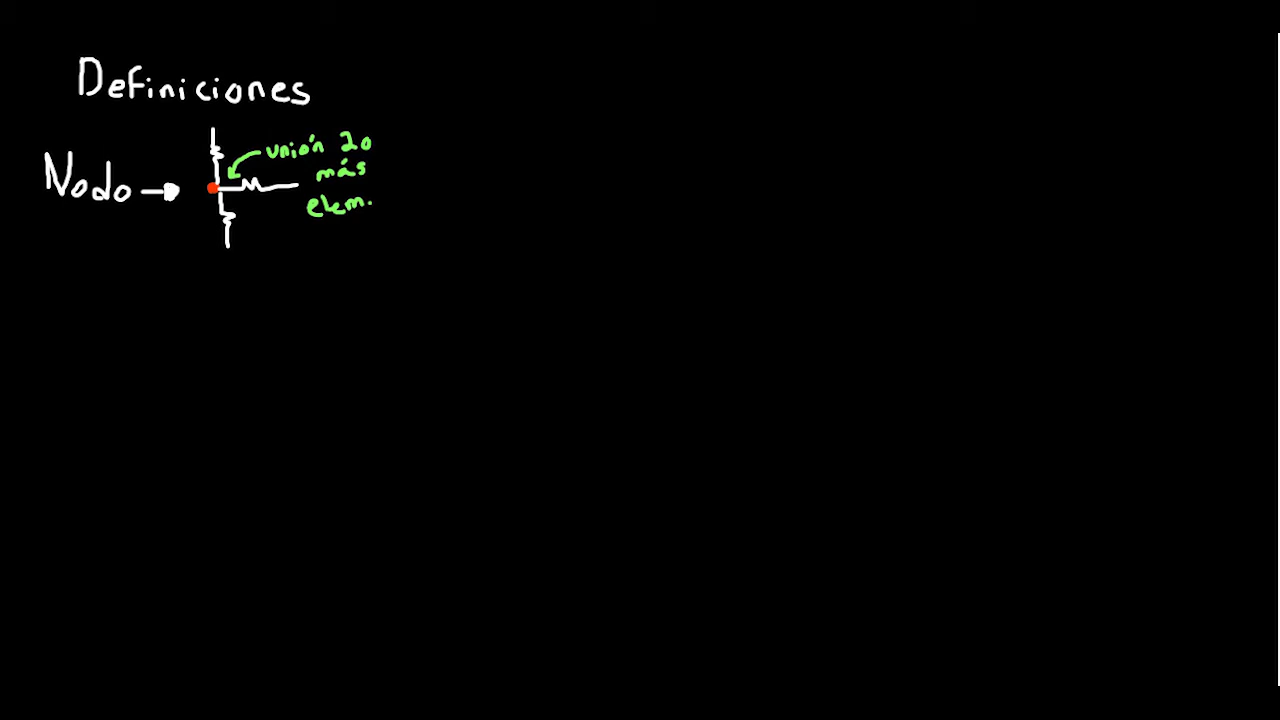 Definiciones
Nodo → unión 2 o
más
elem.